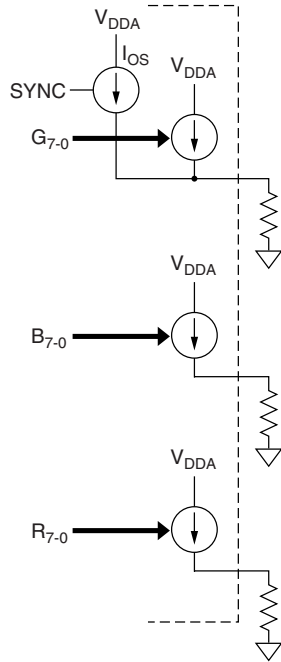 V_DDA
I_OS
SYNC
V_DDA
G_7-0
V_DDA
B_7-0
V_DDA
R_7-0